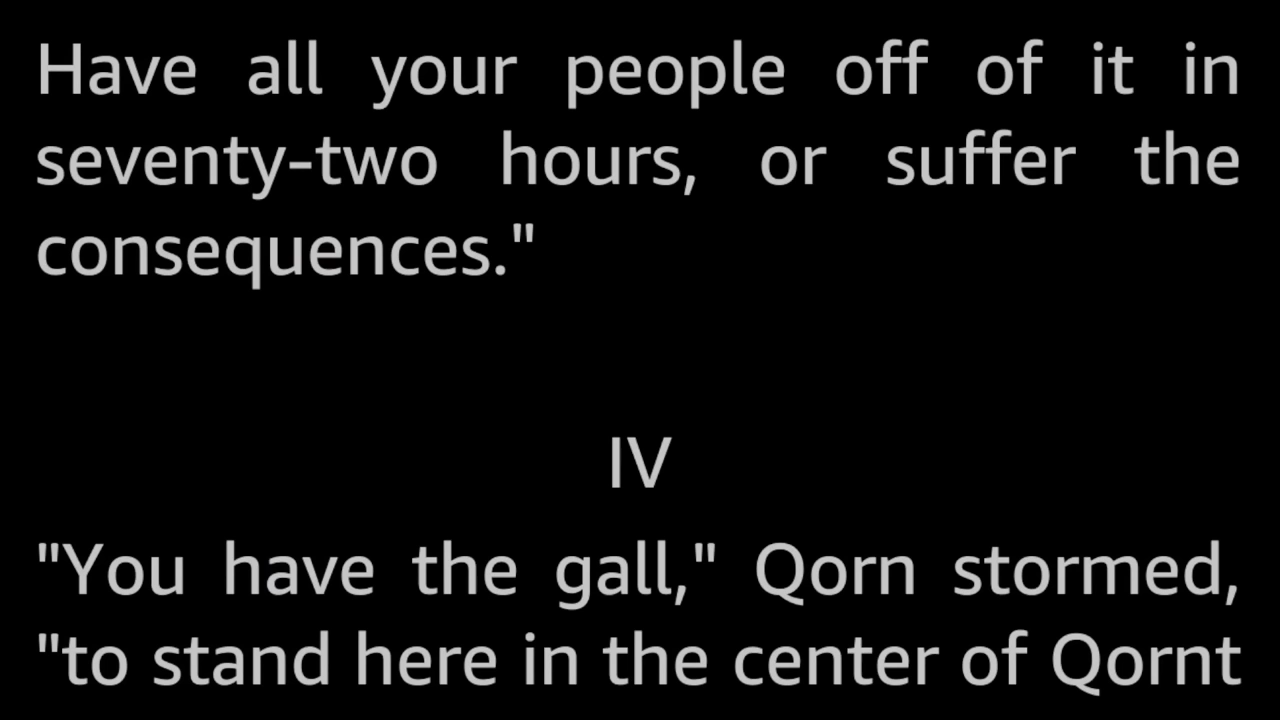 Have all your people off of it in
seventy-two hours, or suffer the
consequences."
IV
"You have the gall," Qorn stormed,
"to stand here in the center of Qornt